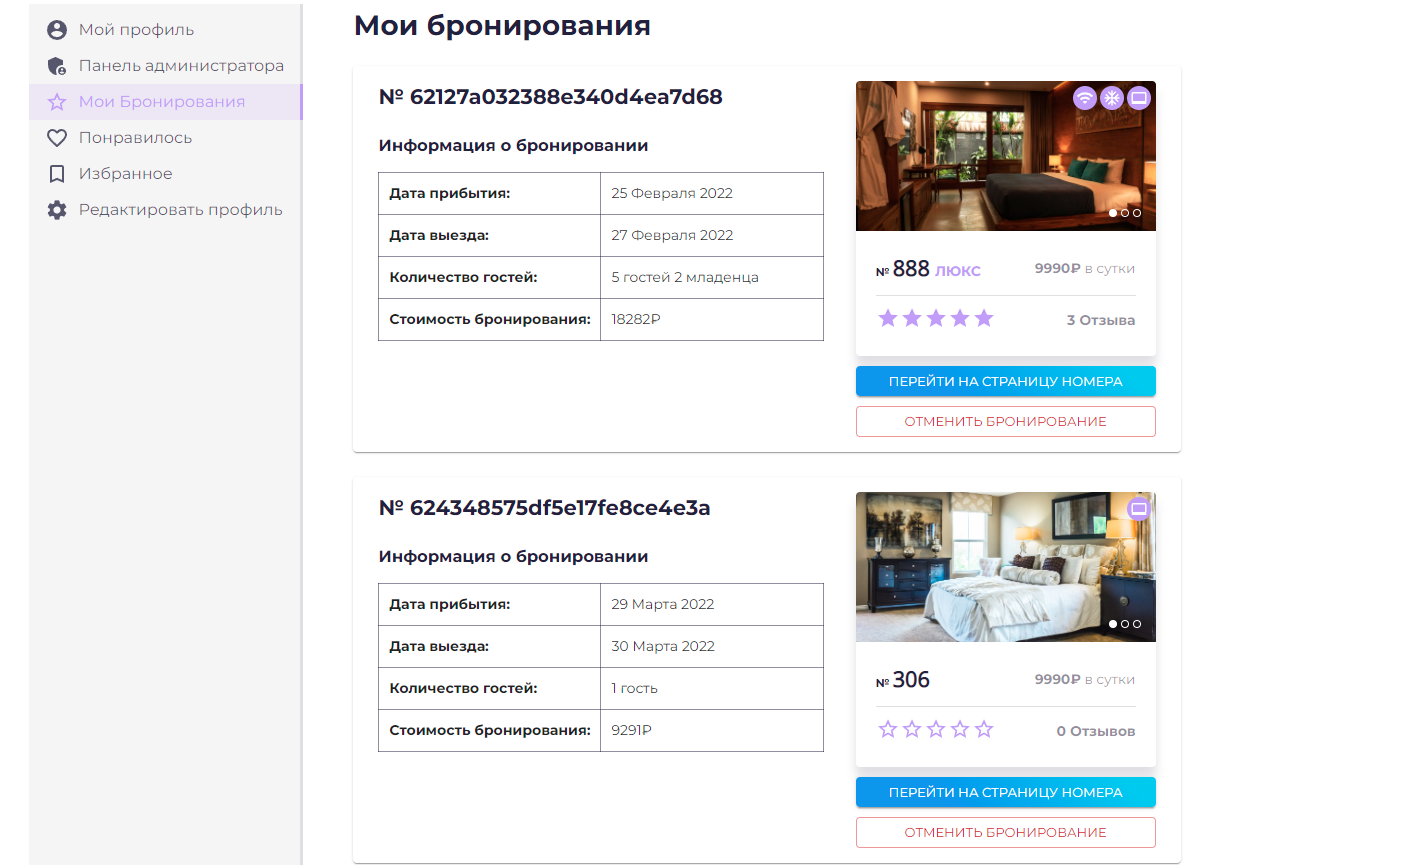 Мой профиль
Панель администратора
Мои Бронирования
Понравилось
Избранное
Редактировать профиль
Мои бронирования
№ 62127a032388e340d4ea7d68
Информация о бронировании
Дата прибытия: 25 Февраля 2022
Дата выезда: 27 Февраля 2022
Количество гостей: 5 гостей 2 младенца
Стоимость бронирования: 18282₽
№ 888 ЛЮКС 9990₽ в сутки
3 Отзыва
ПЕРЕЙТИ НА СТРАНИЦУ НОМЕРА
ОТМЕНИТЬ БРОНИРОВАНИЕ
№ 624348575df5e17fe8ce4e3a
Информация о бронировании
Дата прибытия: 29 Марта 2022
Дата выезда: 30 Марта 2022
Количество гостей: 1 гость
Стоимость бронирования: 9291₽
№ 306 9990₽ в сутки
0 Отзывов
ПЕРЕЙТИ НА СТРАНИЦУ НОМЕРА
ОТМЕНИТЬ БРОНИРОВАНИЕ